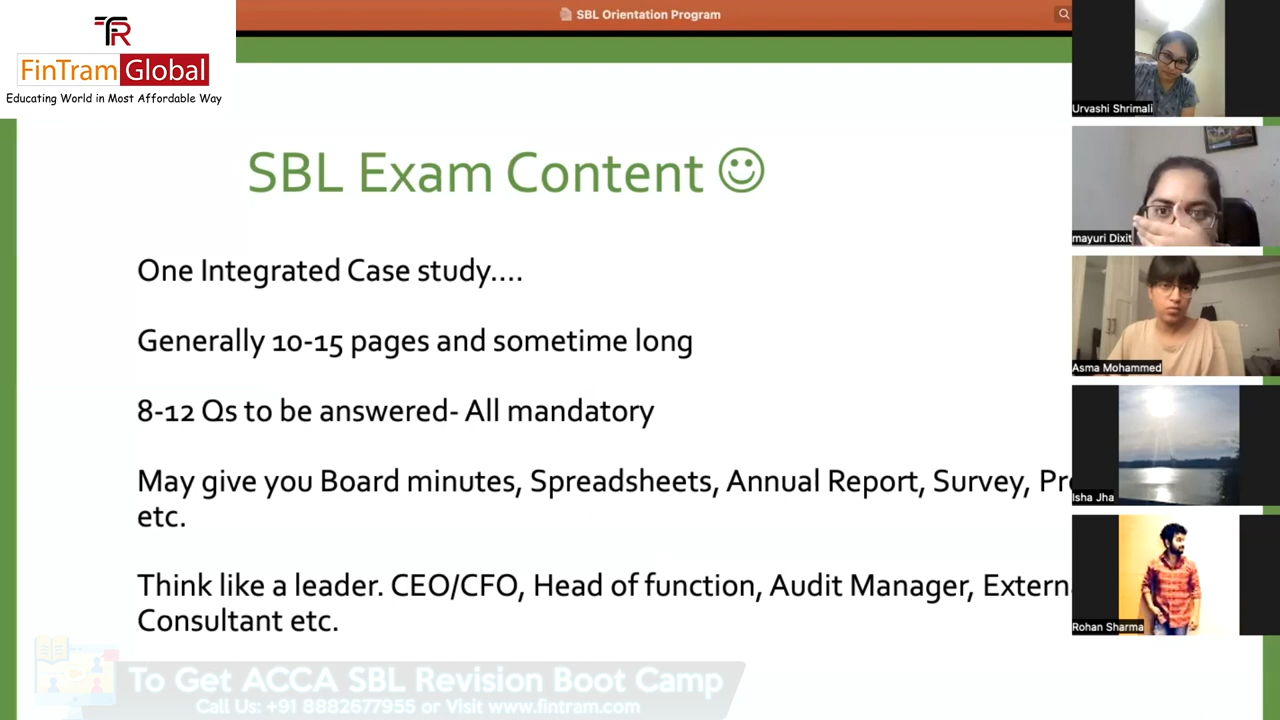 SBL Orientation Program
TR
FinTram Global
Educating World in Most Affordable Way
SBL Exam Content
One Integrated Case study....
Generally 10-15 pages and sometime long
8-12 Qs to be answered- All mandatory
May give you Board minutes, Spreadsheets, Annual Report, Survey,
etc.
Think like a leader. CEO/CFO, Head of function, Audit Manager,
Consultant etc.
To Get ACCA SBL Revision Boot Camp
Call Us: +91 8882677955 or Visit www.fintram.com
Urvashi Shrimali
mayuri Dixit
Asma Mohammed
Isha Jha
Rohan Sharma